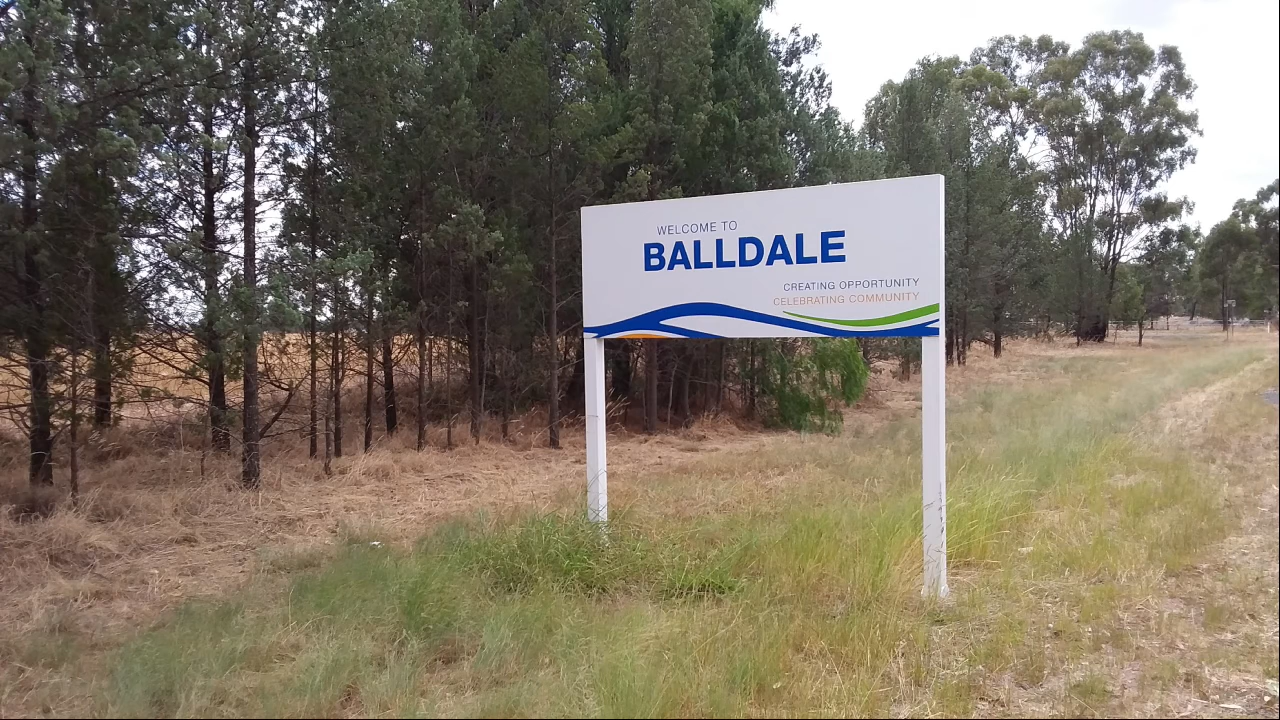 WELCOME TO
BALLDALE
CREATING OPPORTUNITY
CELEBRATING COMMUNITY